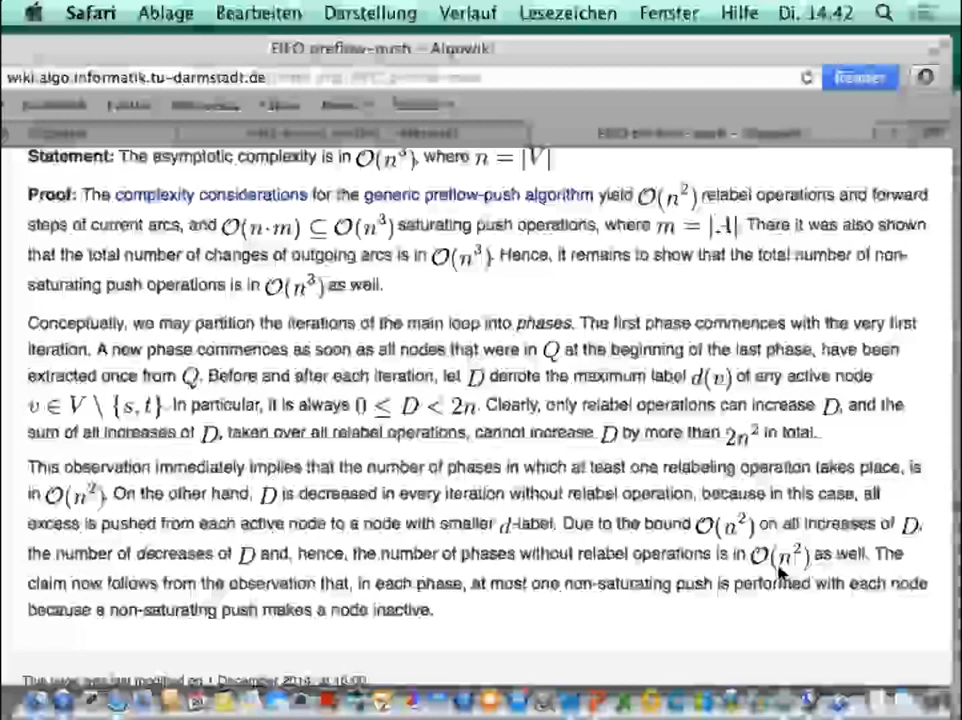 Safari Ablage Bearbeiten Darstellung Verlauf Lesezeichen Fenster Hilfe Di. 14:42
FIFO preflow-push – Algowiki
wiki.algo.informatik.tu-darmstadt.de
Reader
Statement: The asymptotic complexity is in O(n³), where n = |V|
Proof: The complexity considerations for the generic preflow-push algorithm yield O(n²) relabel operations and forward
steps of current arcs, and O(n·m) ⊆ O(n³) saturating push operations, where m = |A|. There it was also shown
that the total number of changes of outgoing arcs is in O(n³). Hence, it remains to show that the total number of non-
saturating push operations is in O(n³) as well.
Conceptually, we may partition the iterations of the main loop into phases. The first phase commences with the very first
iteration. A new phase commences as soon as all nodes that were in Q at the beginning of the last phase, have been
extracted once from Q. Before and after each iteration, let D denote the maximum label d(v) of any active node
v ∈ V \ {s, t}. In particular, it is always 0 ≤ D < 2n. Clearly, only relabel operations can increase D, and the
sum of all increases of D, taken over all relabel operations, cannot increase D by more than 2n² in total.
This observation immediately implies that the number of phases in which at least one relabeling operation takes place, is
in O(n²). On the other hand, D is decreased in every iteration without relabel operation, because in this case, all
excess is pushed from each active node to a node with smaller d-label. Due to the bound O(n²) on all increases of D,
the number of decreases of D and, hence, the number of phases without relabel operations is in O(n²) as well. The
claim now follows from the observation that, in each phase, at most one non-saturating push is performed with each node
because a non-saturating push makes a node inactive.
This page was last modified on 1 December 2014, at